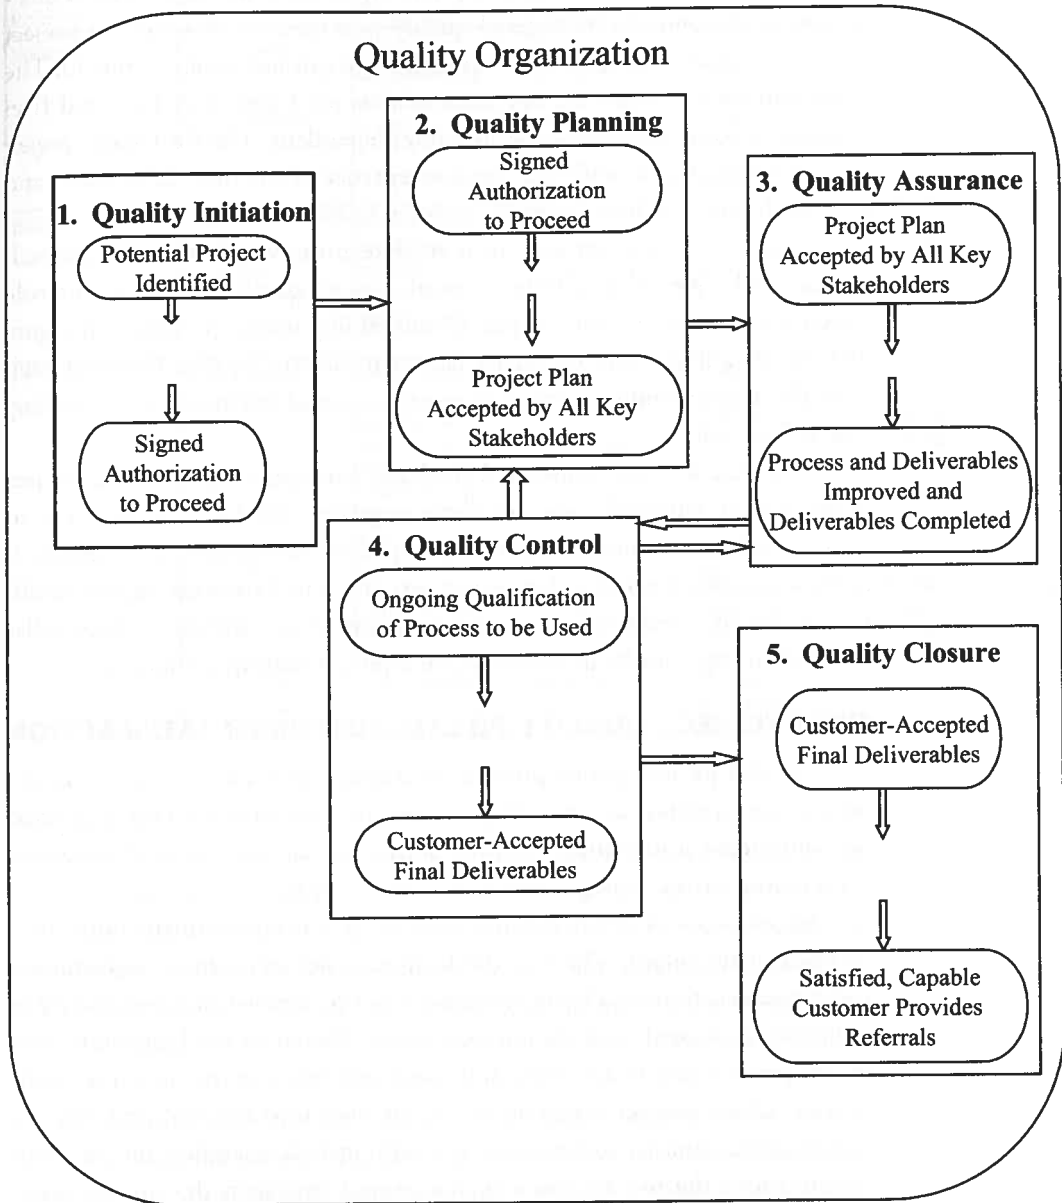 Quality Organization
1. Quality Initiation
Potential Project
Identified
Signed
Authorization
to Proceed
2. Quality Planning
Signed
Authorization
to Proceed
Project Plan
Accepted by All Key
Stakeholders
3. Quality Assurance
Project Plan
Accepted by All Key
Stakeholders
Process and Deliverables
Improved and
Deliverables Completed
4. Quality Control
Ongoing Qualification
of Process to be Used
Customer-Accepted
Final Deliverables
5. Quality Closure
Customer-Accepted
Final Deliverables
Satisfied, Capable
Customer Provides
Referrals